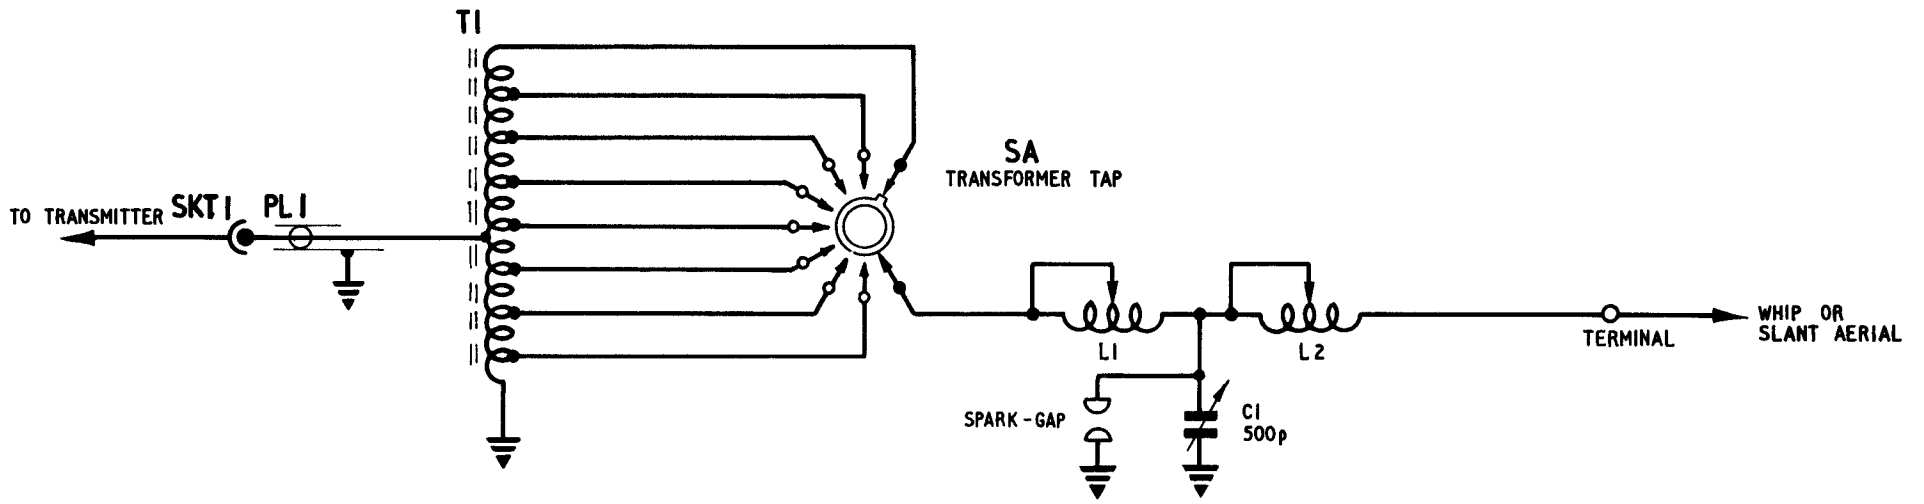 T1
SA
TRANSFORMER TAP
TO TRANSMITTER
SKT1
PL1
L1
L2
TERMINAL
WHIP OR
SLANT AERIAL
SPARK-GAP
C1
500p